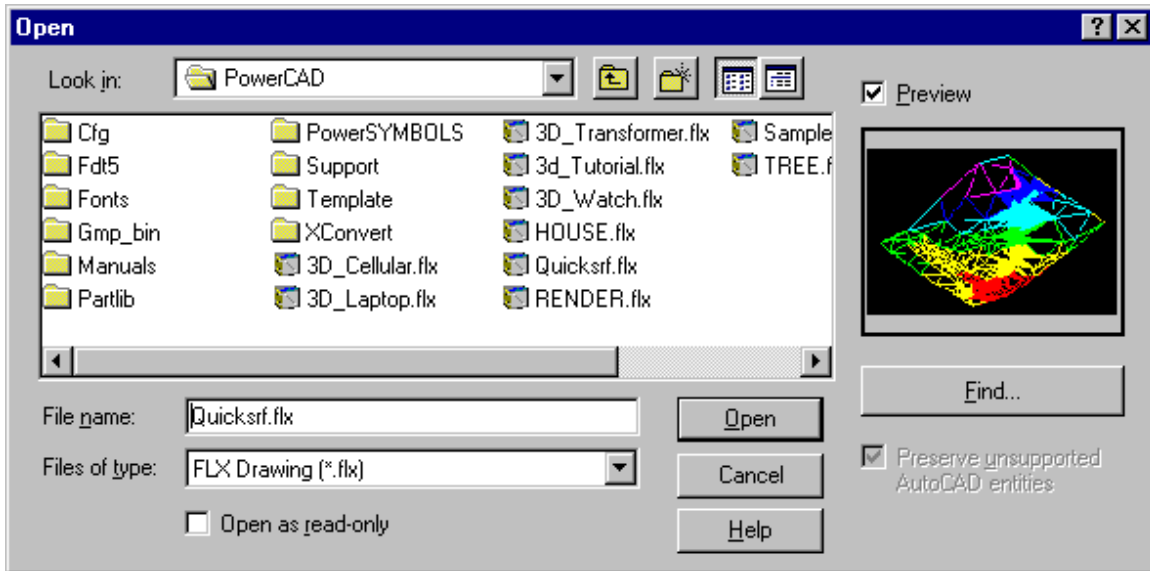 Open
Look in: PowerCAD
Preview
Cfg PowerSYMBOLS 3D_Transformer.flx Sample
Fdt5 Support 3d_Tutorial.flx TREE.f
Fonts Template 3D_Watch.flx
Gmp_bin XConvert HOUSE.flx
Manuals 3D_Cellular.flx Quicksrf.flx
Partlib 3D_Laptop.flx RENDER.flx
Find...
File name: Quicksrf.flx Open
Files of type: FLX Drawing (*.flx) Cancel
Preserve unsupported
AutoCAD entities
Open as read-only Help